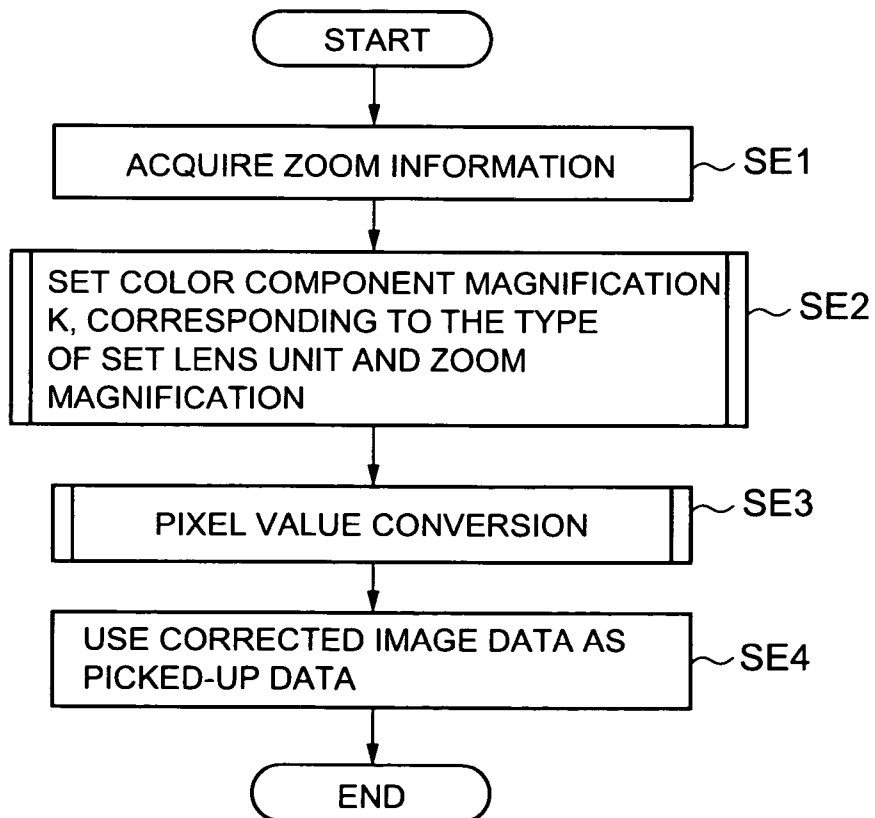 START
ACQUIRE ZOOM INFORMATION
SE1
SET COLOR COMPONENT MAGNIFICATION
K, CORRESPONDING TO THE TYPE
OF SET LENS UNIT AND ZOOM
MAGNIFICATION
SE2
PIXEL VALUE CONVERSION
SE3
USE CORRECTED IMAGE DATA AS
PICKED-UP DATA
SE4
END